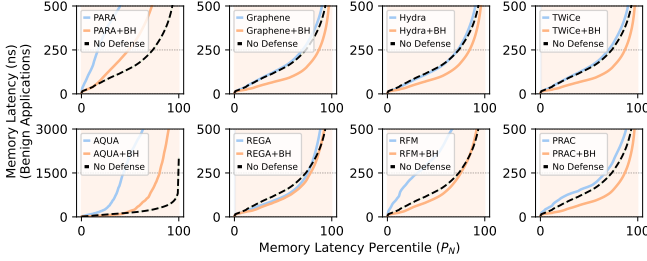 Memory Latency (ns)
(Benign Applications)
500
250
0
0
100
PARA
PARA+BH
No Defense
500
250
0
0
100
Graphene
Graphene+BH
No Defense
500
250
0
0
100
Hydra
Hydra+BH
No Defense
500
250
0
0
100
TWiCe
TWiCe+BH
No Defense
3000
1500
0
0
100
AQUA
AQUA+BH
No Defense
500
250
0
0
100
REGA
REGA+BH
No Defense
500
250
0
0
100
RFM
RFM+BH
No Defense
500
250
0
0
100
PRAC
PRAC+BH
No Defense
Memory Latency Percentile (P_N)